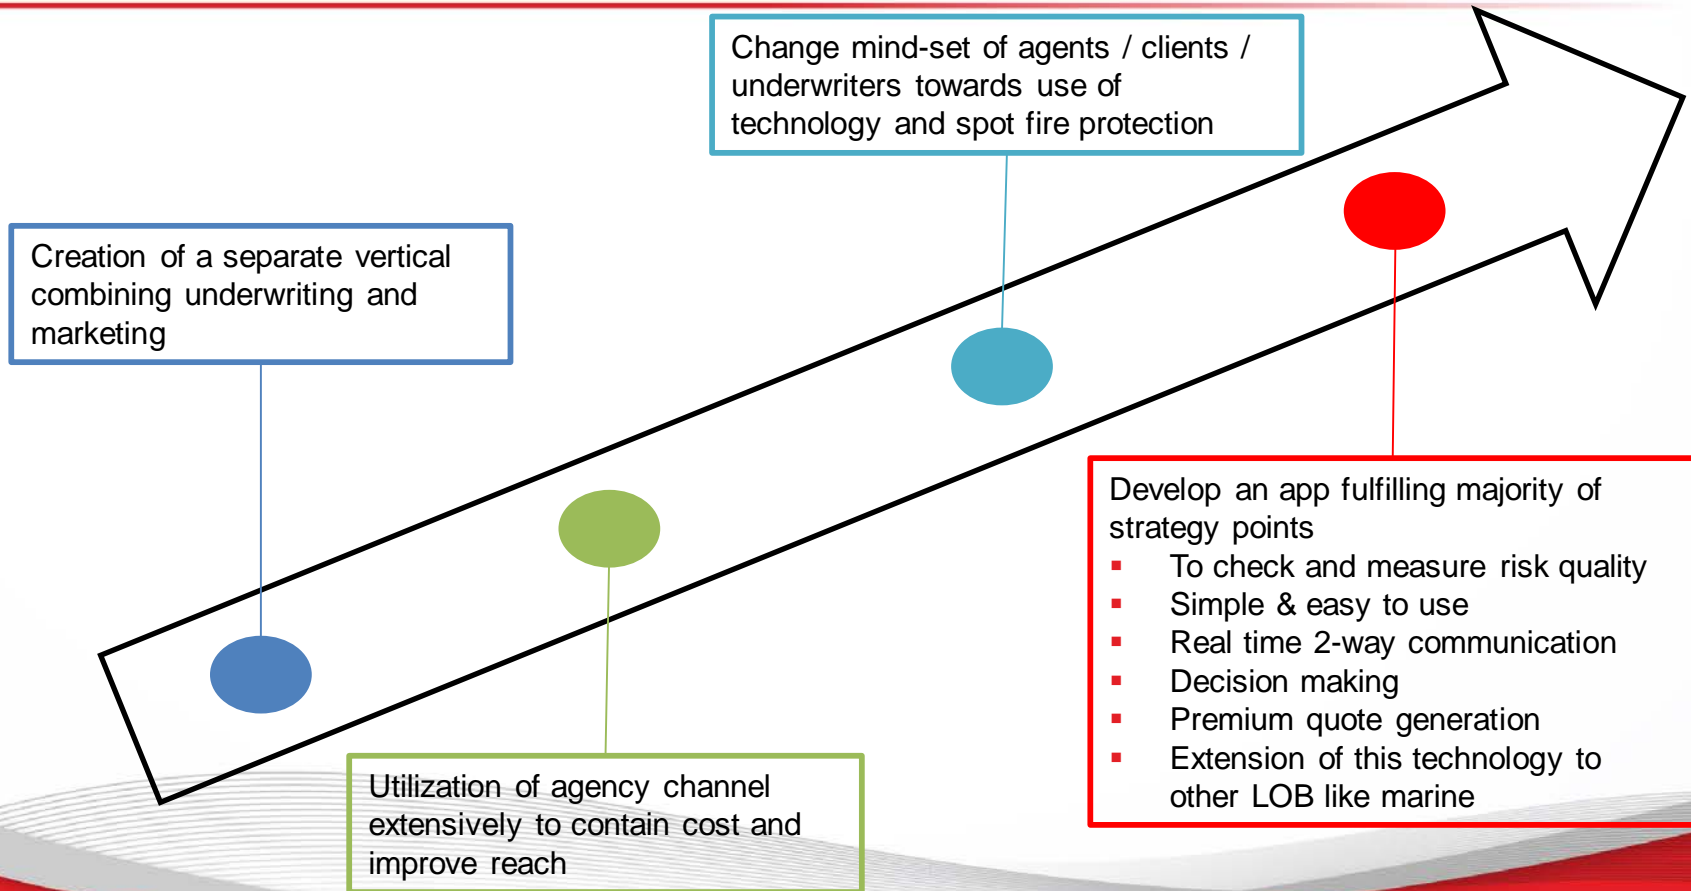 Change mind-set of agents / clients /
underwriters towards use of
technology and spot fire protection
Creation of a separate vertical
combining underwriting and
marketing
Utilization of agency channel
extensively to contain cost and
improve reach
Develop an app fulfilling majority of
strategy points
▪ To check and measure risk quality
▪ Simple & easy to use
▪ Real time 2-way communication
▪ Decision making
▪ Premium quote generation
▪ Extension of this technology to
other LOB like marine